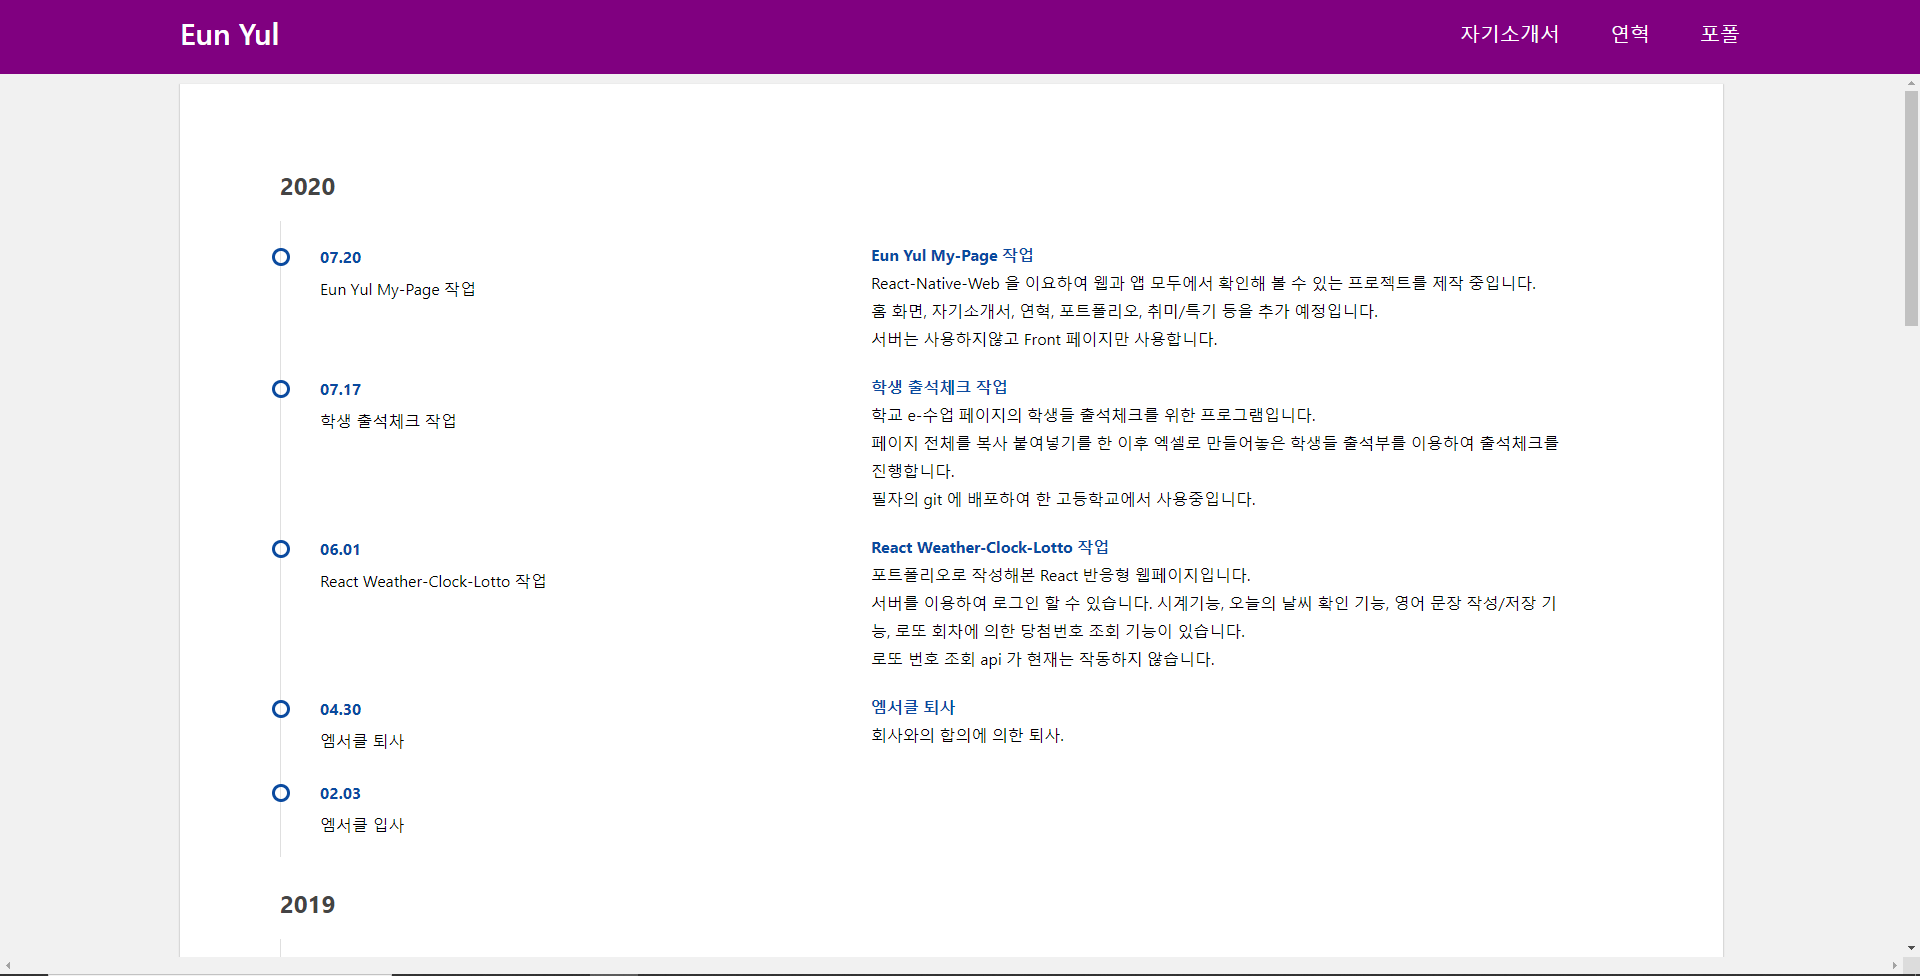 Eun Yul
자기소개서 연혁 포폴
2020
07.20
Eun Yul My-Page 작업
Eun Yul My-Page 작업
React-Native-Web 을 이요하여 웹과 앱 모두에서 확인해 볼 수 있는 프로젝트를 제작 중입니다.
홈 화면, 자기소개서, 연혁, 포트폴리오, 취미/특기 등을 추가 예정입니다.
서버는 사용하지않고 Front 페이지만 사용합니다.
07.17
학생 출석체크 작업
학생 출석체크 작업
학교 e-수업 페이지의 학생들 출석체크를 위한 프로그램입니다.
페이지 전체를 복사 붙여넣기를 한 이후 엑셀로 만들어놓은 학생들 출석부를 이용하여 출석체크를
진행합니다.
필자의 git 에 배포하여 한 고등학교에서 사용중입니다.
06.01
React Weather-Clock-Lotto 작업
React Weather-Clock-Lotto 작업
포트폴리오로 작성해본 React 반응형 웹페이지입니다.
서버를 이용하여 로그인 할 수 있습니다. 시계기능, 오늘의 날씨 확인 기능, 영어 문장 작성/저장 기
능, 로또 회차에 의한 당첨번호 조회 기능이 있습니다.
로또 번호 조회 api 가 현재는 작동하지 않습니다.
04.30
엠서클 퇴사
엠서클 퇴사
회사와의 합의에 의한 퇴사.
02.03
엠서클 입사
2019